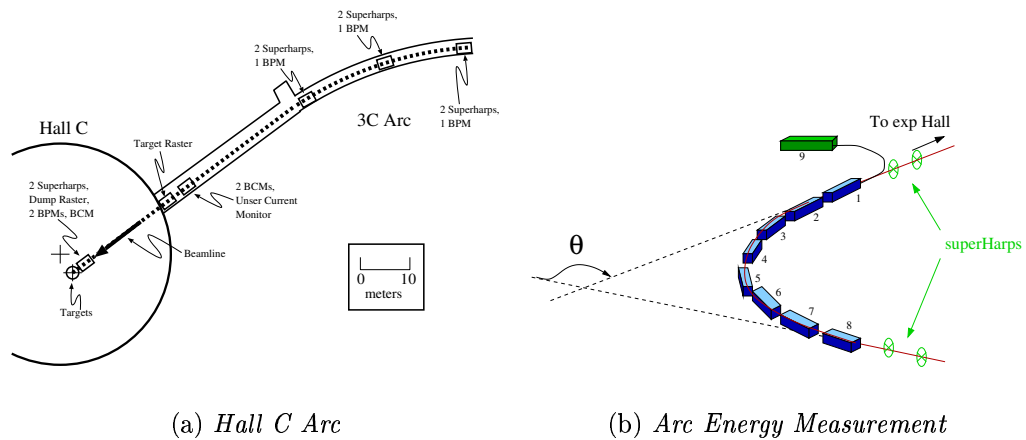 2 Superharps,
1 BPM
2 Superharps,
1 BPM
2 Superharps,
1 BPM
3C Arc
Hall C
Target Raster
2 Superharps,
Dump Raster,
2 BPMs, BCM
2 BCMs,
Unser Current
Monitor
Beamline
Targets
0 10
meters
(a) Hall C Arc
To exp Hall
9
1
2
3
4
5
6
7
8
θ
superHarps
(b) Arc Energy Measurement